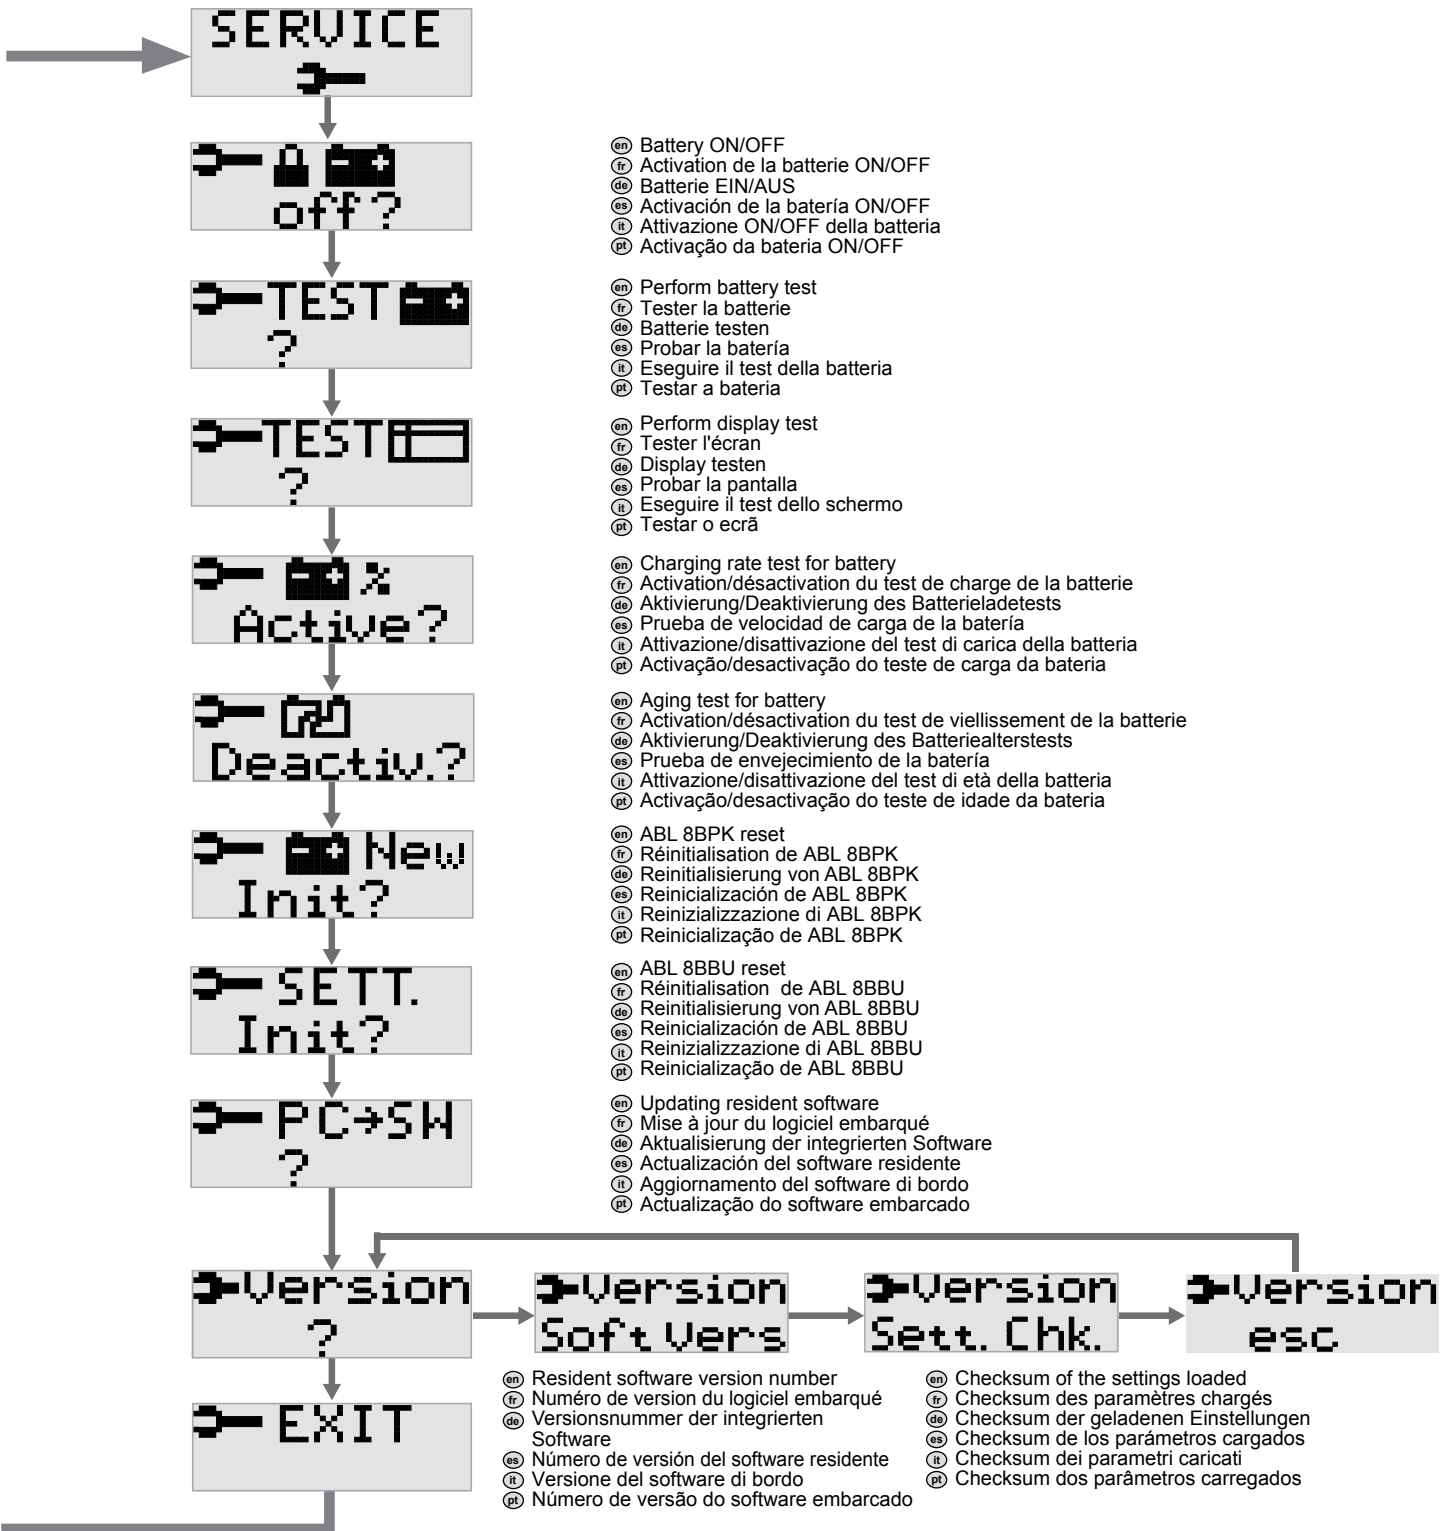 SERVICE
off?
en Battery ON/OFF
fr Activation de la batterie ON/OFF
de Batterie EIN/AUS
es Activación de la batería ON/OFF
it Attivazione ON/OFF della batteria
pt Activação da bateria ON/OFF
TEST
?
en Perform battery test
fr Tester la batterie
de Batterie testen
es Probar la batería
it Eseguire il test della batteria
pt Testar a bateria
TEST
?
en Perform display test
fr Tester l'écran
de Display testen
es Probar la pantalla
it Eseguire il test dello schermo
pt Testar o ecrã
%
Active?
en Charging rate test for battery
fr Activation/désactivation du test de charge de la batterie
de Aktivierung/Deaktivierung des Batterieladetests
es Prueba de velocidad de carga de la batería
it Attivazione/disattivazione del test di carica della batteria
pt Activação/desactivação do teste de carga da bateria
Deactiv.?
en Aging test for battery
fr Activation/désactivation du test de viellissement de la batterie
de Aktivierung/Deaktivierung des Batteriealterstests
es Prueba de envejecimiento de la batería
it Attivazione/disattivazione del test di età della batteria
pt Activação/desactivação do teste de idade da bateria
New
Init?
en ABL 8BPK reset
fr Réinitialisation de ABL 8BPK
de Reinitialisierung von ABL 8BPK
es Reinicialización de ABL 8BPK
it Reinizializzazione di ABL 8BPK
pt Reinicialização de ABL 8BPK
SETT.
Init?
en ABL 8BBU reset
fr Réinitialisation de ABL 8BBU
de Reinitialisierung von ABL 8BBU
es Reinicialización de ABL 8BBU
it Reinizializzazione di ABL 8BBU
pt Reinicialização de ABL 8BBU
PC→SW
?
en Updating resident software
fr Mise à jour du logiciel embarqué
de Aktualisierung der integrierten Software
es Actualización del software residente
it Aggiornamento del software di bordo
pt Actualização do software embarcado
Version
?
Version
Soft Vers
Version
Sett. Chk.
Version
esc
en Resident software version number
fr Numéro de version du logiciel embarqué
de Versionsnummer der integrierten
Software
es Número de versión del software residente
it Versione del software di bordo
pt Número de versão do software embarcado
en Checksum of the settings loaded
fr Checksum des paramètres chargés
de Checksum der geladenen Einstellungen
es Checksum de los parámetros cargados
it Checksum dei parametri caricati
pt Checksum dos parâmetros carregados
EXIT